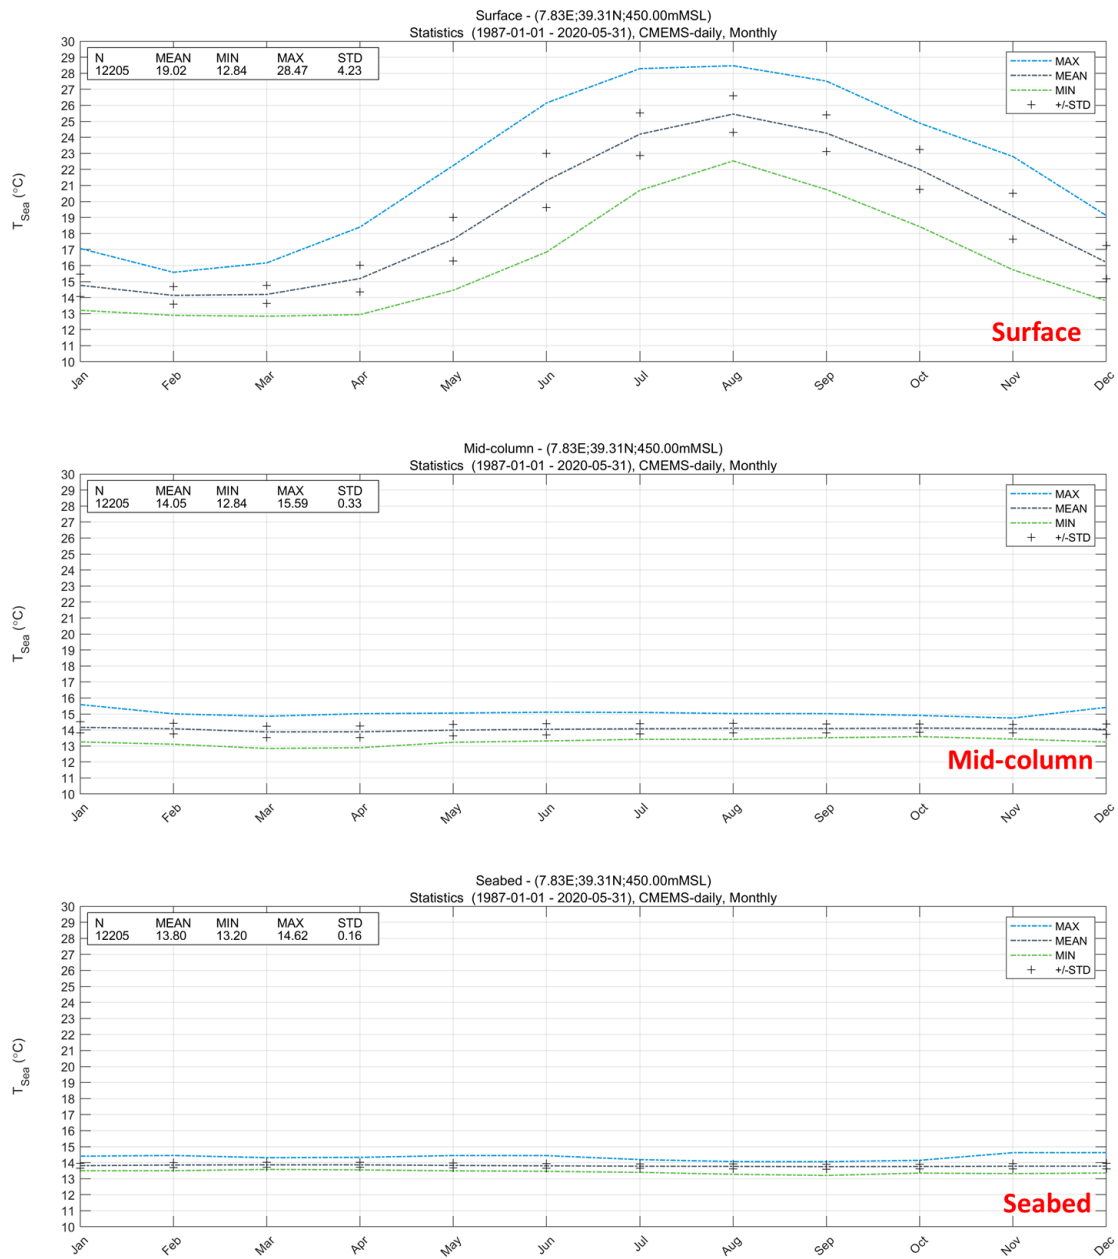 Surface - (7.83E;39.31N;450.00mMSL)
Statistics (1987-01-01 - 2020-05-31), CMEMS-daily, Monthly
N MEAN MIN MAX STD
12205 19.02 12.84 28.47 4.23
MAX
MEAN
MIN
+/-STD
30
29
28
27
26
25
24
23
22
21
20
19
18
17
16
15
14
13
12
11
10
T_Sea (°C)
Surface
Jan Feb Mar Apr May Jun Jul Aug Sep Oct Nov Dec
Mid-column - (7.83E;39.31N;450.00mMSL)
Statistics (1987-01-01 - 2020-05-31), CMEMS-daily, Monthly
N MEAN MIN MAX STD
12205 14.05 12.84 15.59 0.33
MAX
MEAN
MIN
+/-STD
30
29
28
27
26
25
24
23
22
21
20
19
18
17
16
15
14
13
12
11
10
T_Sea (°C)
Mid-column
Jan Feb Mar Apr May Jun Jul Aug Sep Oct Nov Dec
Seabed - (7.83E;39.31N;450.00mMSL)
Statistics (1987-01-01 - 2020-05-31), CMEMS-daily, Monthly
N MEAN MIN MAX STD
12205 13.80 13.20 14.62 0.16
MAX
MEAN
MIN
+/-STD
30
29
28
27
26
25
24
23
22
21
20
19
18
17
16
15
14
13
12
11
10
T_Sea (°C)
Seabed
Jan Feb Mar Apr May Jun Jul Aug Sep Oct Nov Dec